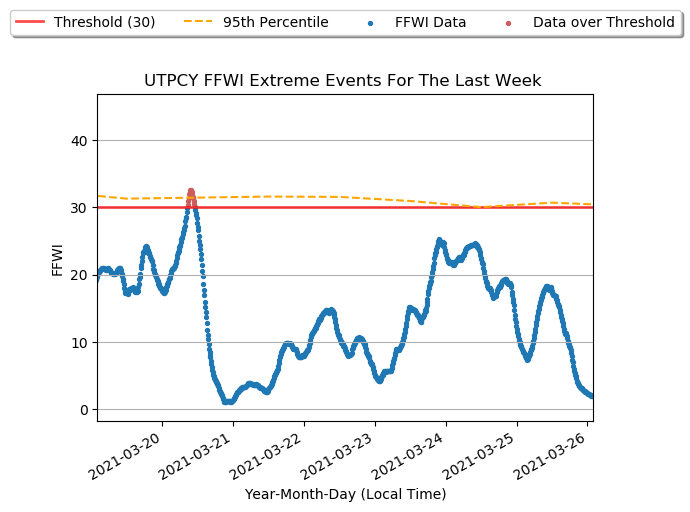 Threshold (30) 95th Percentile FFWI Data Data over Threshold
UTPCY FFWI Extreme Events For The Last Week
40
30
20
10
0
FFWI
2021-03-20 2021-03-21 2021-03-22 2021-03-23 2021-03-24 2021-03-25 2021-03-26
Year-Month-Day (Local Time)